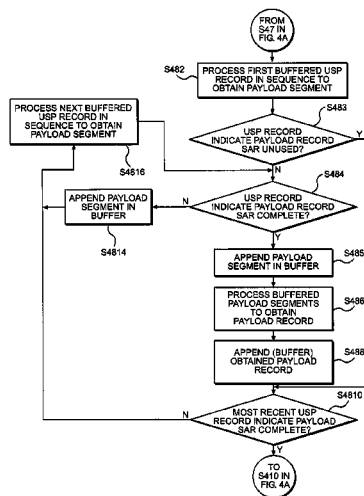 FROM
S47 IN
FIG. 4A
S482
PROCESS FIRST BUFFERED USP
RECORD IN SEQUENCE TO
OBTAIN PAYLOAD SEGMENT
S483
USP RECORD
INDICATE PAYLOAD RECORD
SAR UNUSED?
Y
N
PROCESS NEXT BUFFERED
USP RECORD IN
SEQUENCE TO OBTAIN
PAYLOAD SEGMENT
S4816
S484
USP
RECORD
INDICATE PAYLOAD RECORD
SAR COMPLETE?
N
APPEND PAYLOAD
SEGMENT IN
BUFFER
S4814
Y
S485
APPEND PAYLOAD
SEGMENT IN BUFFER
S486
PROCESS BUFFERED
PAYLOAD SEGMENTS
TO OBTAIN
PAYLOAD RECORD
S488
APPEND (BUFFER)
OBTAINED PAYLOAD
RECORD
S4810
MOST RECENT USP
RECORD INDICATE PAYLOAD
SAR COMPLETE?
N
Y
TO
S410 IN
FIG. 4A